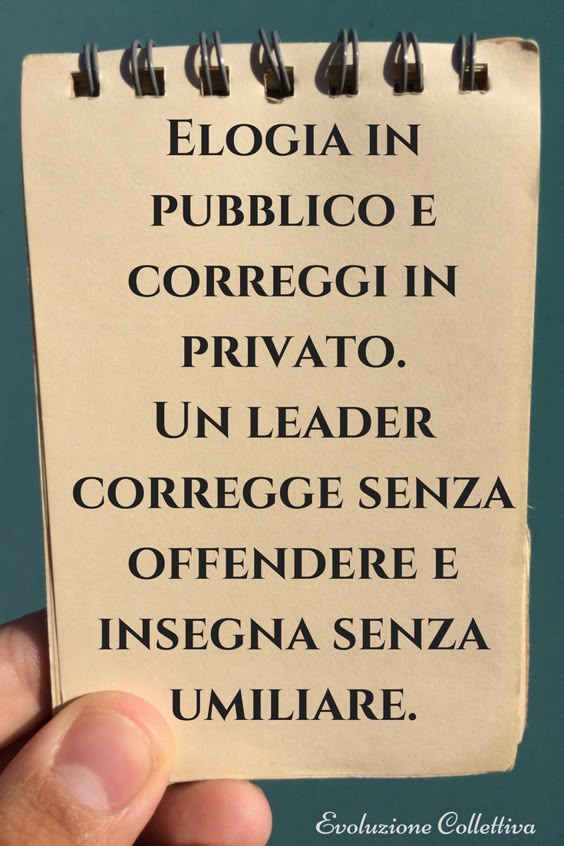 Elogia in
pubblico e
correggi in
privato.
Un leader
corregge senza
offendere e
insegna senza
umiliare.
Evoluzione Collettiva